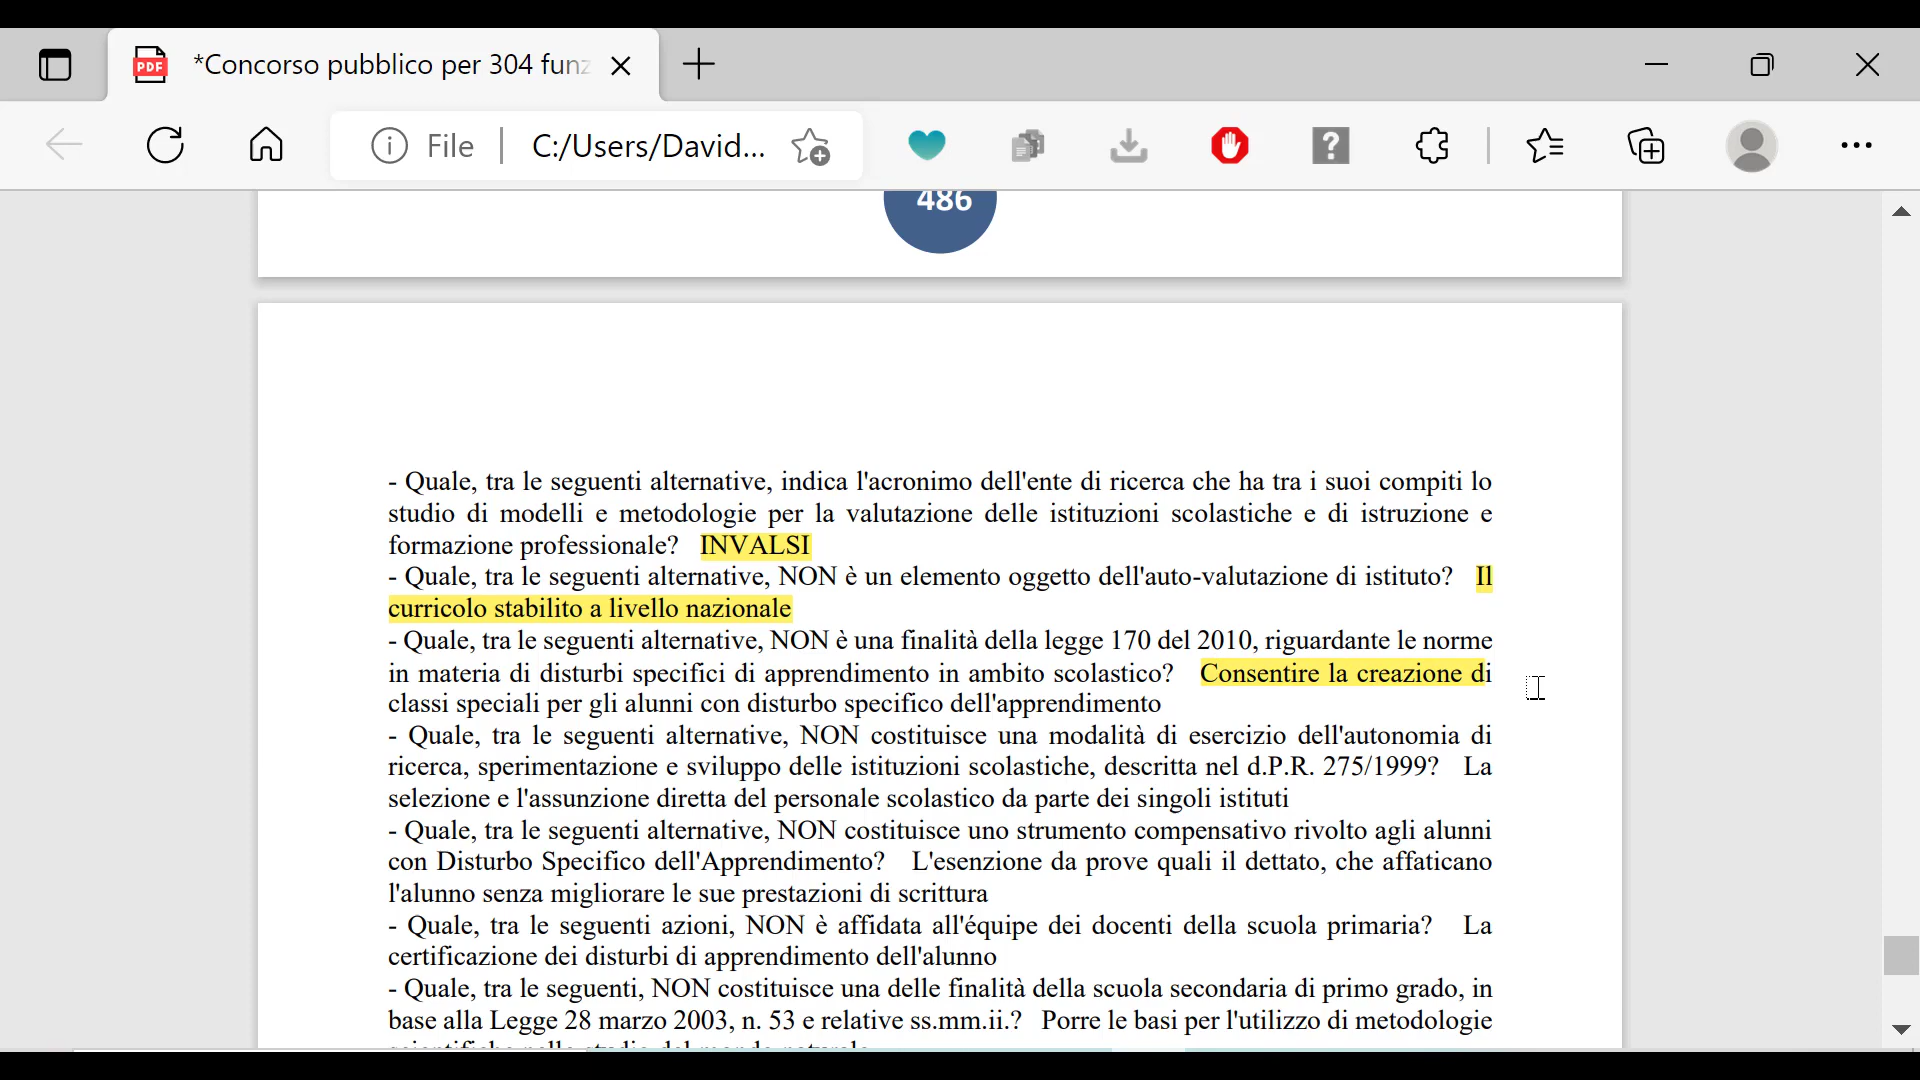 *Concorso pubblico per 304 funz
File
C:/Users/David...
486
- Quale, tra le seguenti alternative, indica l'acronimo dell'ente di ricerca che ha tra i suoi compiti lo
studio di modelli e metodologie per la valutazione delle istituzioni scolastiche e di istruzione e
formazione professionale? INVALSI
- Quale, tra le seguenti alternative, NON è un elemento oggetto dell'auto-valutazione di istituto? Il
curricolo stabilito a livello nazionale
- Quale, tra le seguenti alternative, NON è una finalità della legge 170 del 2010, riguardante le norme
in materia di disturbi specifici di apprendimento in ambito scolastico? Consentire la creazione di
classi speciali per gli alunni con disturbo specifico dell'apprendimento
- Quale, tra le seguenti alternative, NON costituisce una modalità di esercizio dell'autonomia di
ricerca, sperimentazione e sviluppo delle istituzioni scolastiche, descritta nel d.P.R. 275/1999? La
selezione e l'assunzione diretta del personale scolastico da parte dei singoli istituti
- Quale, tra le seguenti alternative, NON costituisce uno strumento compensativo rivolto agli alunni
con Disturbo Specifico dell'Apprendimento? L'esenzione da prove quali il dettato, che affaticano
l'alunno senza migliorare le sue prestazioni di scrittura
- Quale, tra le seguenti azioni, NON è affidata all'équipe dei docenti della scuola primaria? La
certificazione dei disturbi di apprendimento dell'alunno
- Quale, tra le seguenti, NON costituisce una delle finalità della scuola secondaria di primo grado, in
base alla Legge 28 marzo 2003, n. 53 e relative ss.mm.ii.? Porre le basi per l'utilizzo di metodologie